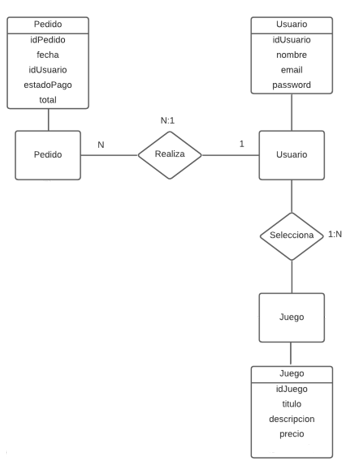 Pedido
idPedido
fecha
idUsuario
estadoPago
total
Usuario
idUsuario
nombre
email
password
N:1
Pedido
N
Realiza
1
Usuario
Selecciona
1:N
Juego
Juego
idJuego
titulo
descripcion
precio